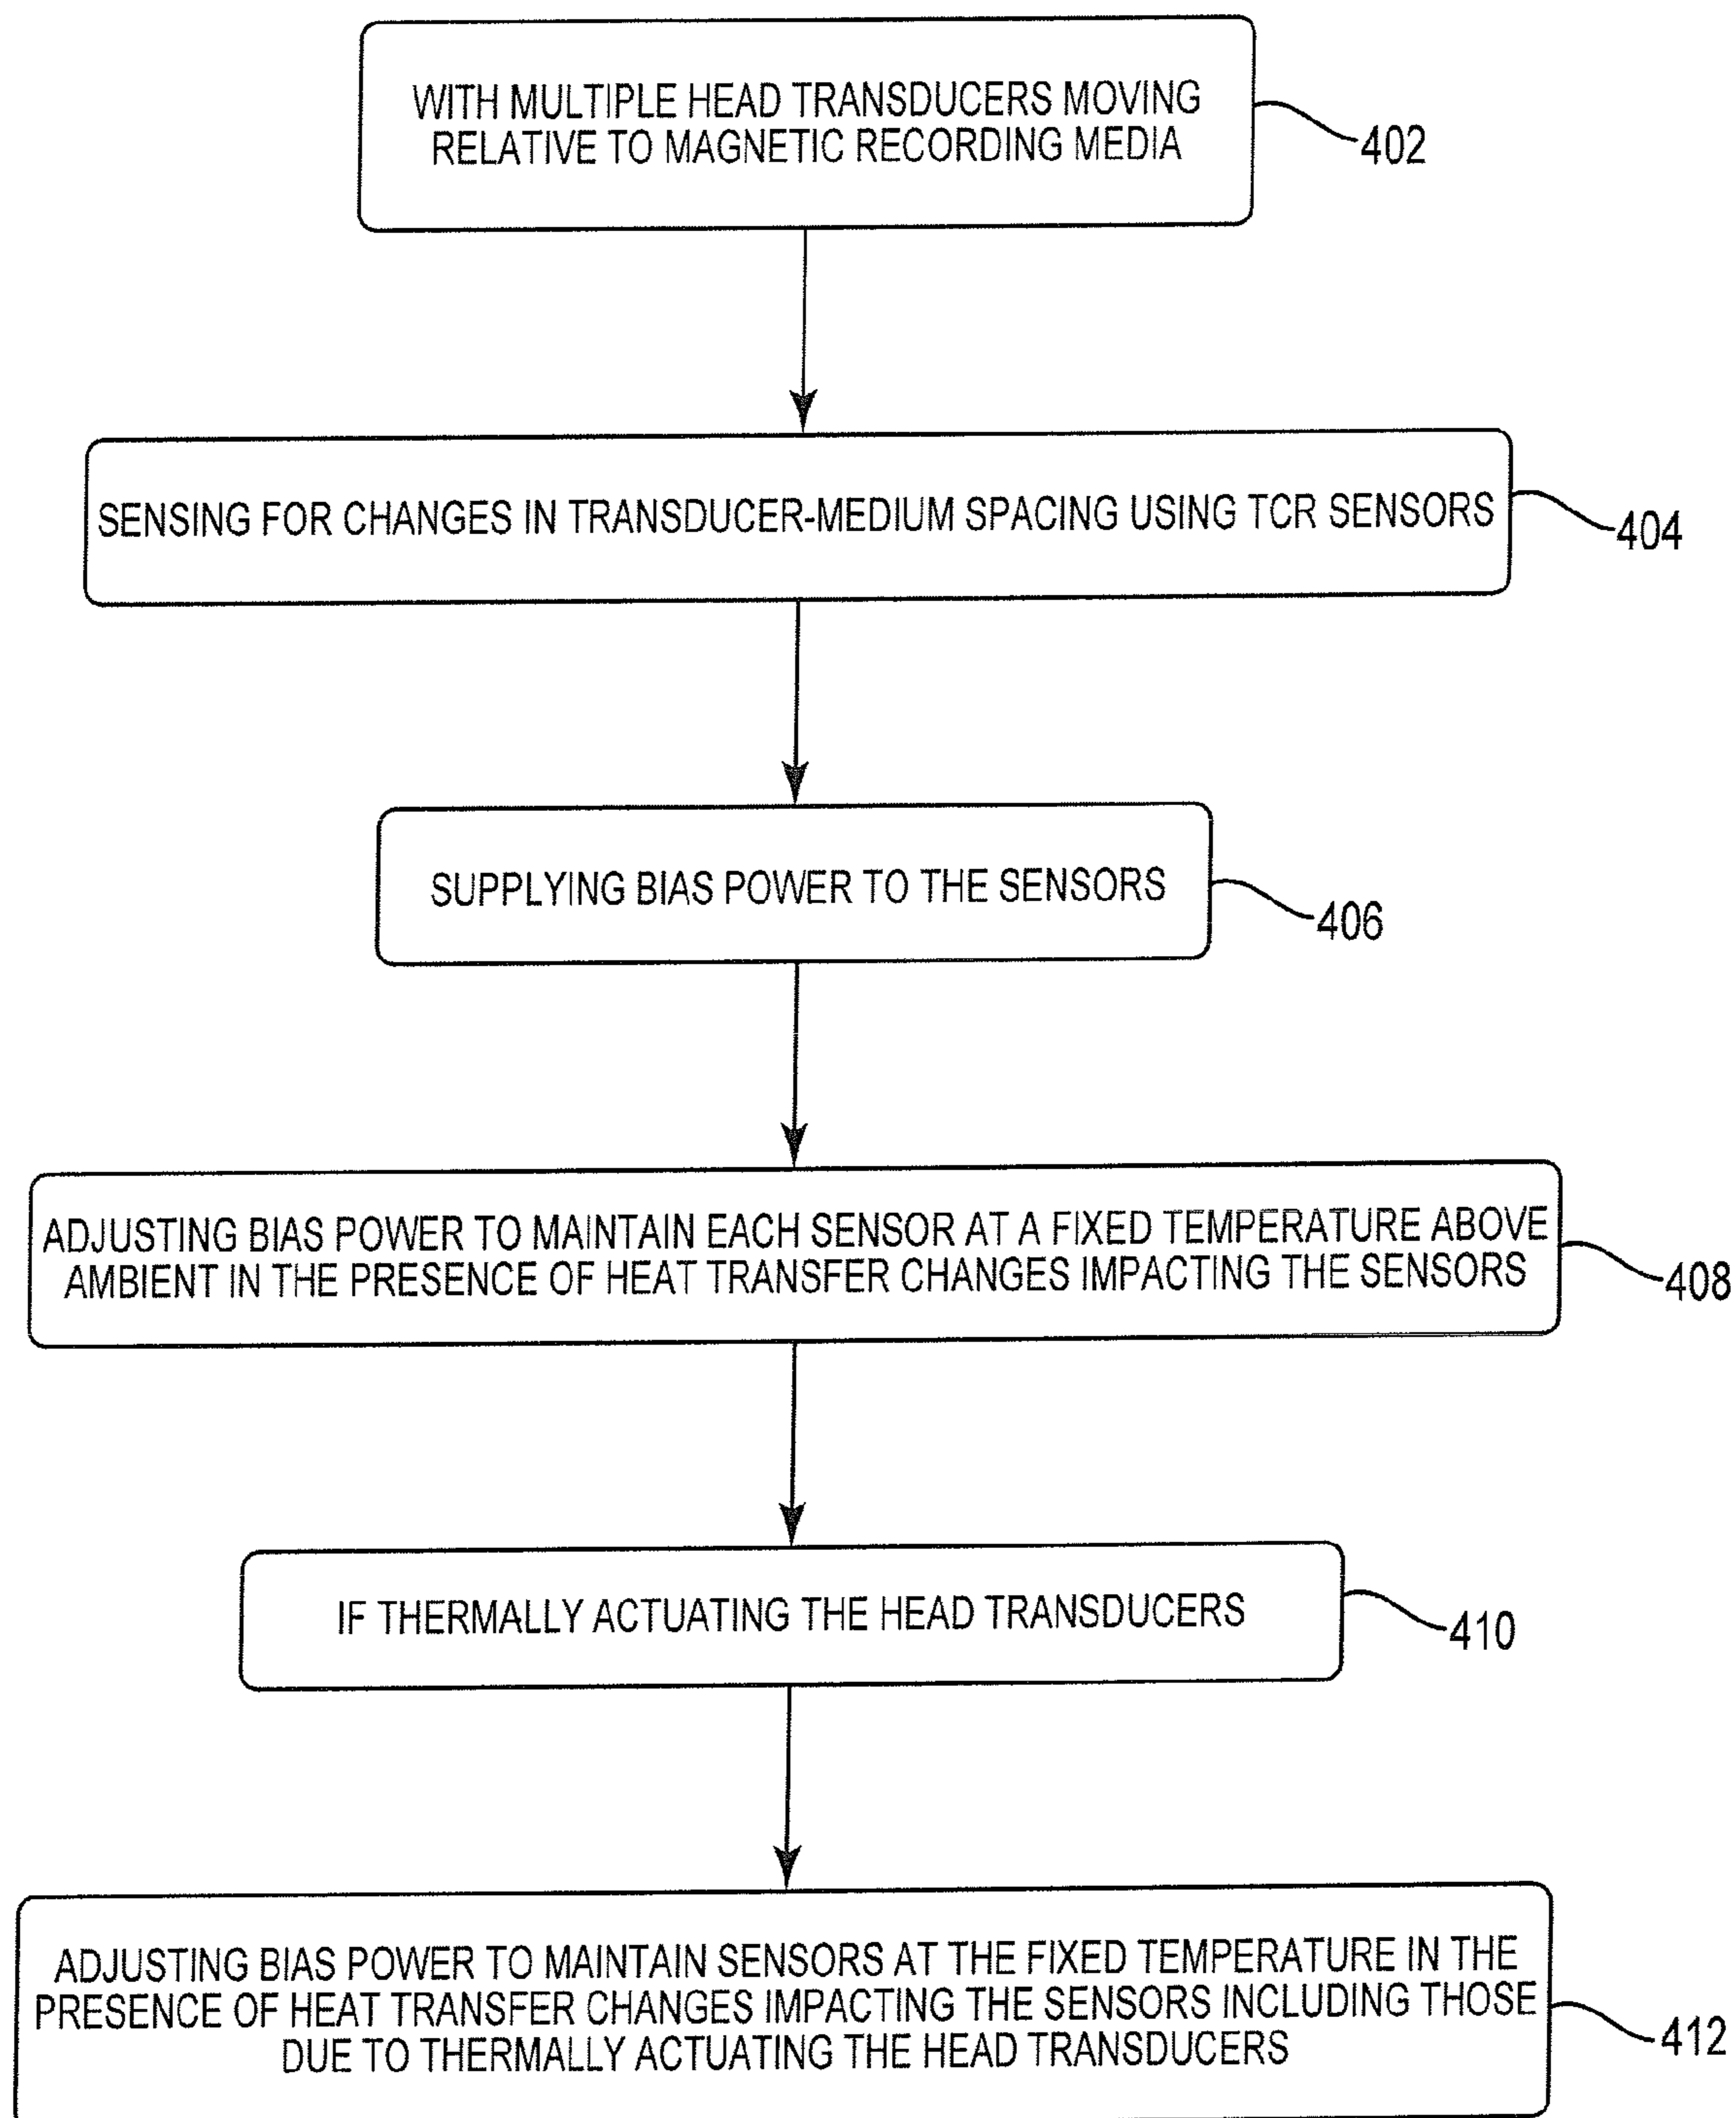 WITH MULTIPLE HEAD TRANSDUCERS MOVING
RELATIVE TO MAGNETIC RECORDING MEDIA
402
SENSING FOR CHANGES IN TRANSDUCER-MEDIUM SPACING USING TCR SENSORS
404
SUPPLYING BIAS POWER TO THE SENSORS
406
ADJUSTING BIAS POWER TO MAINTAIN EACH SENSOR AT A FIXED TEMPERATURE ABOVE
AMBIENT IN THE PRESENCE OF HEAT TRANSFER CHANGES IMPACTING THE SENSORS
408
IF THERMALLY ACTUATING THE HEAD TRANSDUCERS
410
ADJUSTING BIAS POWER TO MAINTAIN SENSORS AT THE FIXED TEMPERATURE IN THE
PRESENCE OF HEAT TRANSFER CHANGES IMPACTING THE SENSORS INCLUDING THOSE
DUE TO THERMALLY ACTUATING THE HEAD TRANSDUCERS
412